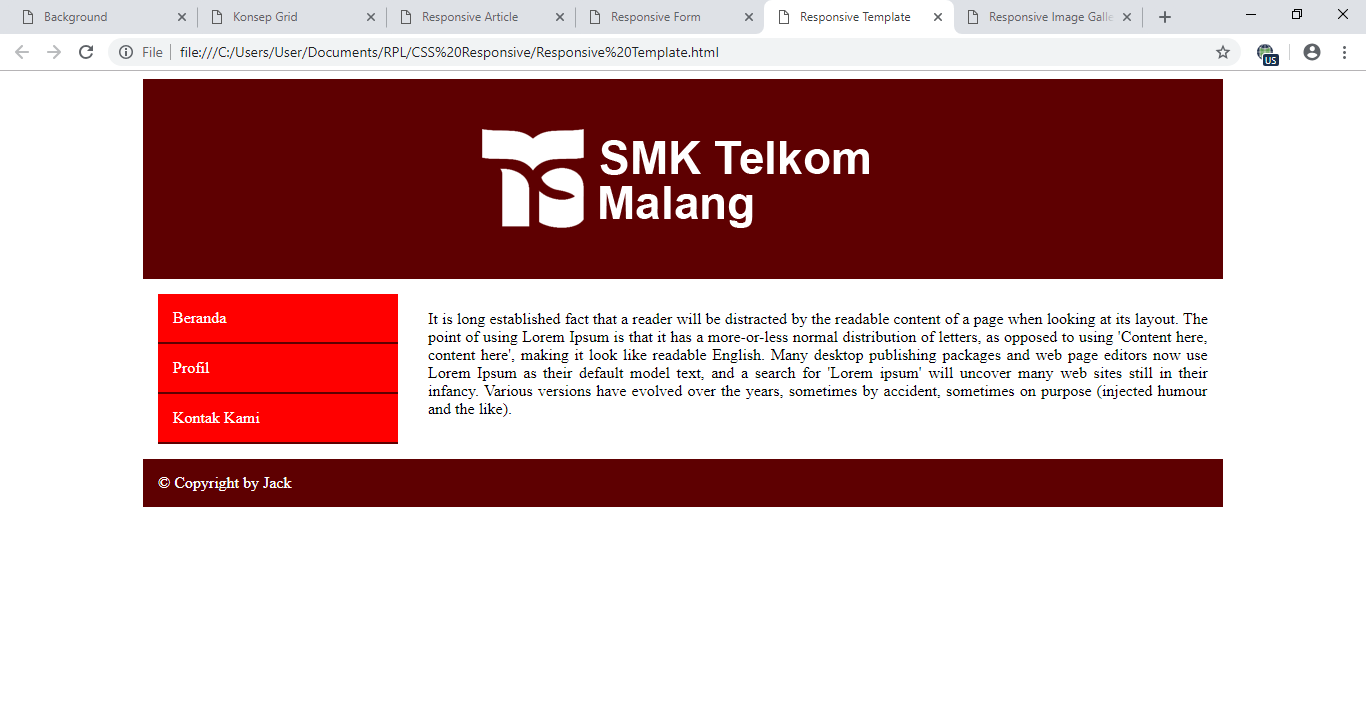 Background
Konsep Grid
Responsive Article
Responsive Form
Responsive Template
Responsive Image Galle
File
file:///C:/Users/User/Documents/RPL/CSS%20Responsive/Responsive%20Template.html
US
SMK Telkom
Malang
Beranda
Profil
Kontak Kami
It is long established fact that a reader will be distracted by the readable content of a page when looking at its layout. The
point of using Lorem Ipsum is that it has a more-or-less normal distribution of letters, as opposed to using 'Content here,
content here', making it look like readable English. Many desktop publishing packages and web page editors now use
Lorem Ipsum as their default model text, and a search for 'Lorem ipsum' will uncover many web sites still in their
infancy. Various versions have evolved over the years, sometimes by accident, sometimes on purpose (injected humour
and the like).
© Copyright by Jack